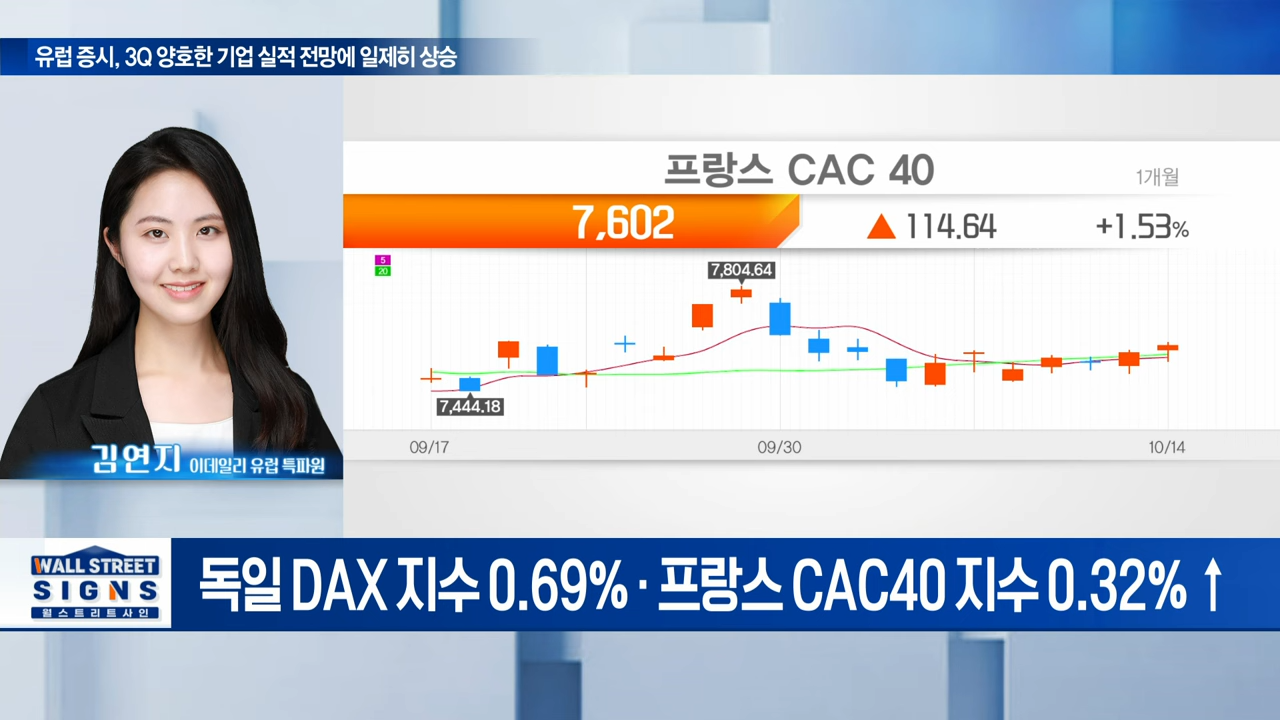 유럽 증시, 3Q 양호한 기업 실적 전망에 일제히 상승
프랑스 CAC 40
1개월
7,602
▲ 114.64
+1.53%
5
20
7,804.64
7,444.18
09/17
09/30
10/14
김연지 이데일리 유럽 특파원
WALL STREET
SIGNS
월스트리트사인
독일 DAX 지수 0.69% · 프랑스 CAC40 지수 0.32% ↑